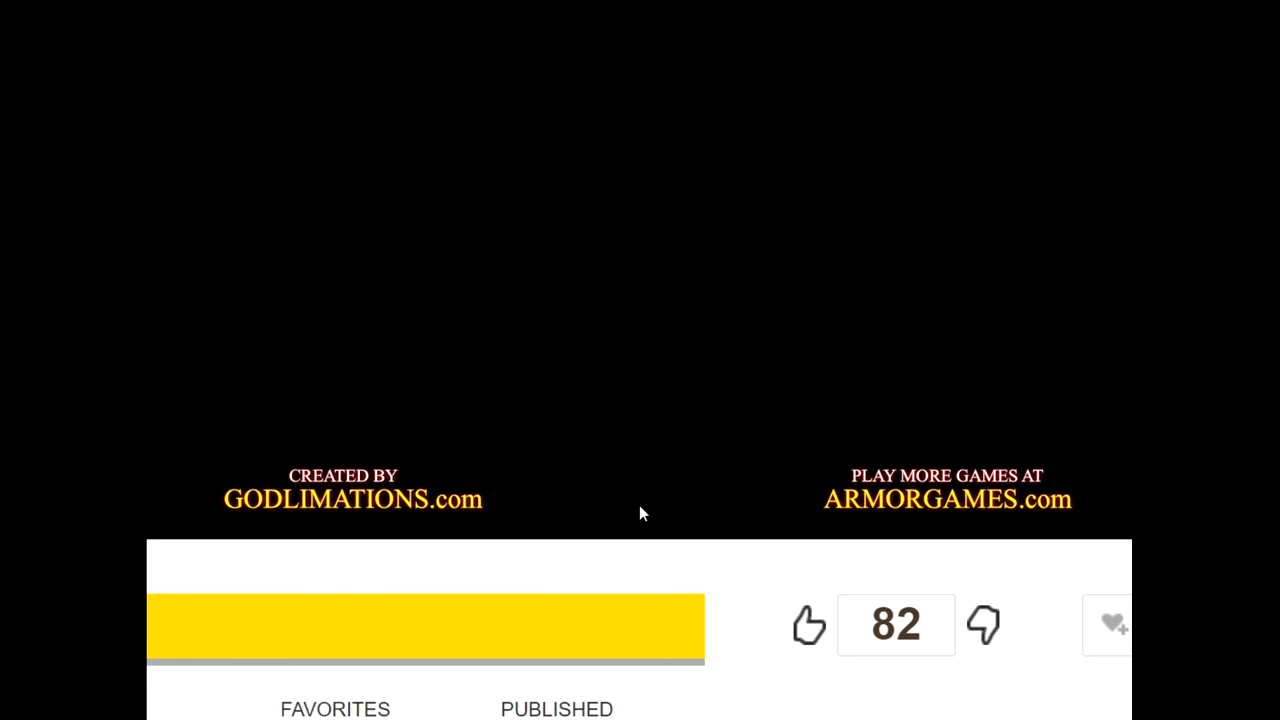 CREATED BY
GODLIMATIONS.com
PLAY MORE GAMES AT
ARMORGAMES.com
82
FAVORITES
PUBLISHED